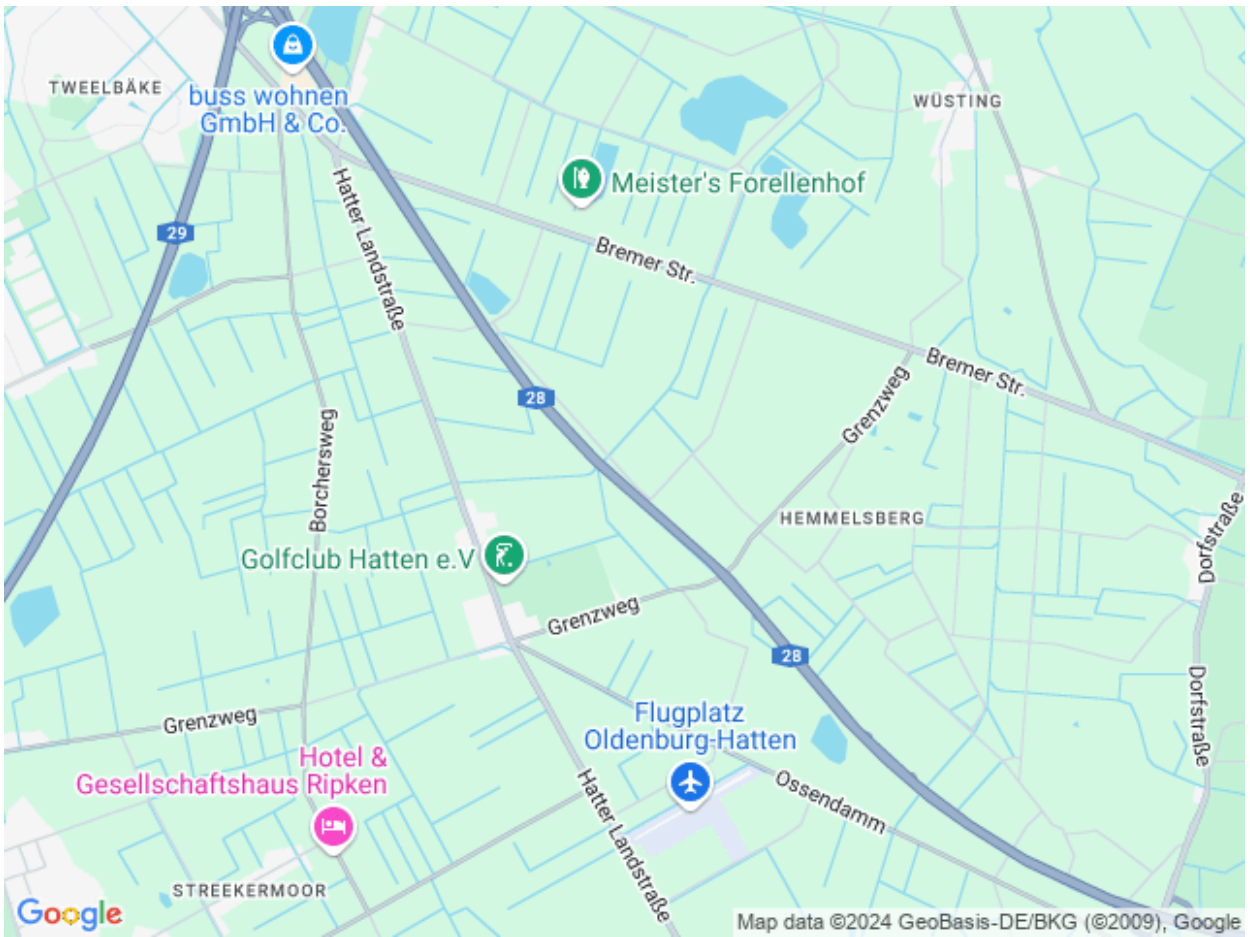 TWEELBÄKE
buss wohnen
GmbH & Co.
WÜSTING
Meister's Forellenhof
Hatter Landstraße
29
Bremer Str.
Bremer Str.
28
Grenzweg
Borchersweg
HEMMELSBERG
Dorfstraße
Golfclub Hatten e.V
Grenzweg
28
Dorfstraße
Grenzweg
Flugplatz
Oldenburg-Hatten
Hotel &
Gesellschaftshaus Ripken
Ossendamm
Hatter Landstraße
STREEKERMOOR
Google
Map data ©2024 GeoBasis-DE/BKG (©2009), Google